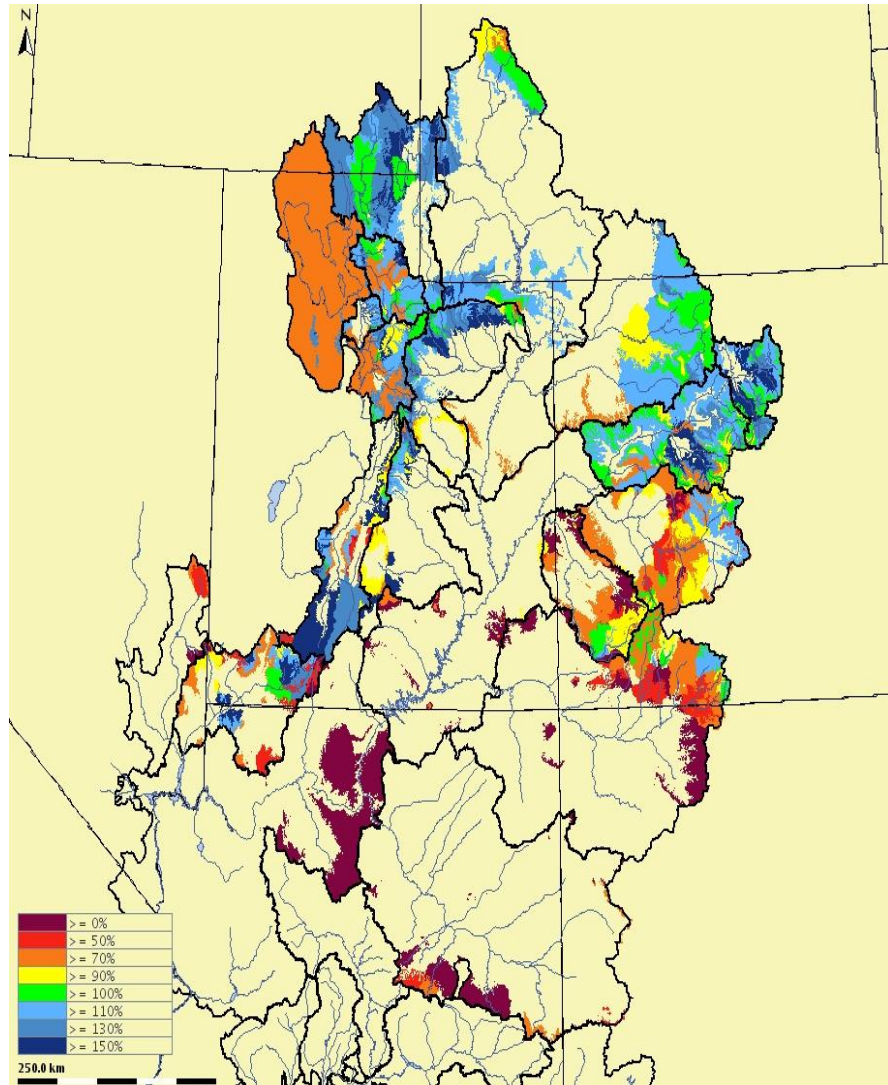 N
> = 0%
> = 50%
> = 70%
> = 90%
> = 100%
> = 110%
> = 130%
> = 150%
250.0 km